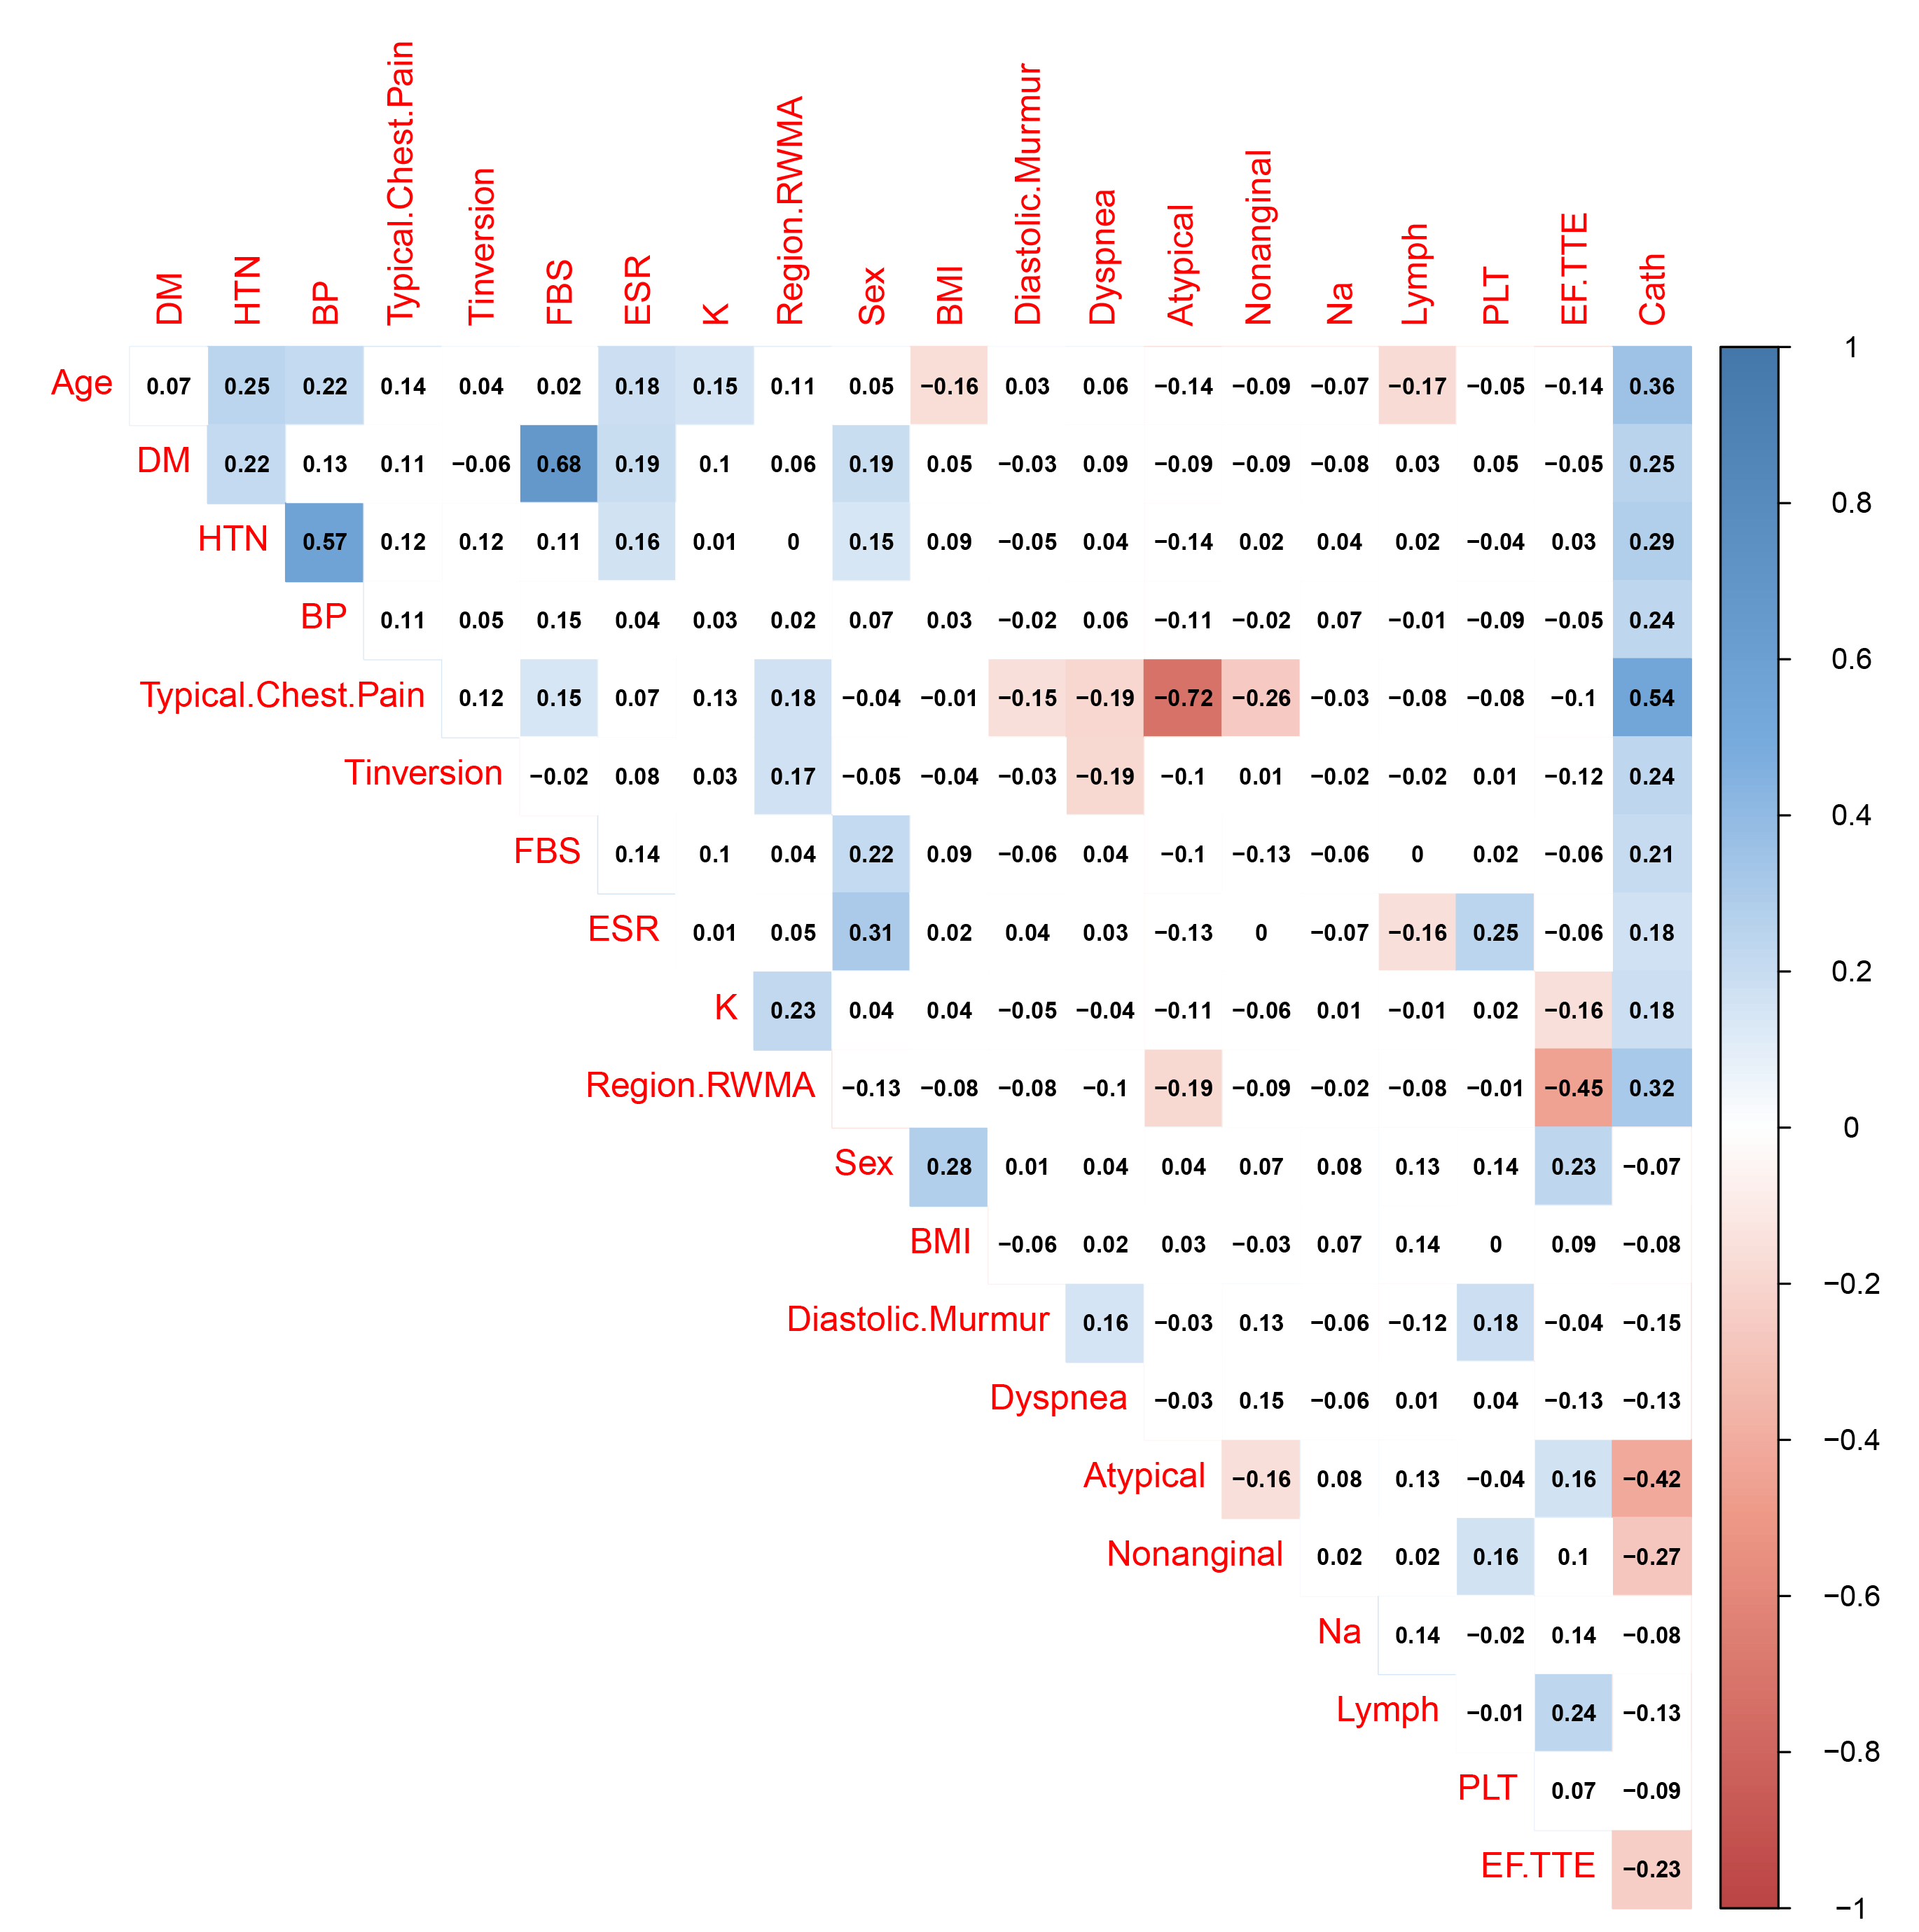 DM HTN BP Typical.Chest.Pain Tinversion FBS ESR K Region.RWMA Sex BMI Diastolic.Murmur Dyspnea Atypical Nonanginal Na Lymph PLT EF.TTE Cath
Age 0.07 0.25 0.22 0.14 0.04 0.02 0.18 0.15 0.11 0.05 −0.16 0.03 0.06 −0.14 −0.09 −0.07 −0.17 −0.05 −0.14 0.36
DM 0.22 0.13 0.11 −0.06 0.68 0.19 0.1 0.06 0.19 0.05 −0.03 0.09 −0.09 −0.09 −0.08 0.03 0.05 −0.05 0.25
HTN 0.57 0.12 0.12 0.11 0.16 0.01 0 0.15 0.09 −0.05 0.04 −0.14 0.02 0.04 0.02 −0.04 0.03 0.29
BP 0.11 0.05 0.15 0.04 0.03 0.02 0.07 0.03 −0.02 0.06 −0.11 −0.02 0.07 −0.01 −0.09 −0.05 0.24
Typical.Chest.Pain 0.12 0.15 0.07 0.13 0.18 −0.04 −0.01 −0.15 −0.19 −0.72 −0.26 −0.03 −0.08 −0.08 −0.1 0.54
Tinversion −0.02 0.08 0.03 0.17 −0.05 −0.04 −0.03 −0.19 −0.1 0.01 −0.02 −0.02 0.01 −0.12 0.24
FBS 0.14 0.1 0.04 0.22 0.09 −0.06 0.04 −0.1 −0.13 −0.06 0 0.02 −0.06 0.21
ESR 0.01 0.05 0.31 0.02 0.04 0.03 −0.13 0 −0.07 −0.16 0.25 −0.06 0.18
K 0.23 0.04 0.04 −0.05 −0.04 −0.11 −0.06 0.01 −0.01 0.02 −0.16 0.18
Region.RWMA −0.13 −0.08 −0.08 −0.1 −0.19 −0.09 −0.02 −0.08 −0.01 −0.45 0.32
Sex 0.28 0.01 0.04 0.04 0.07 0.08 0.13 0.14 0.23 −0.07
BMI −0.06 0.02 0.03 −0.03 0.07 0.14 0 0.09 −0.08
Diastolic.Murmur 0.16 −0.03 0.13 −0.06 −0.12 0.18 −0.04 −0.15
Dyspnea −0.03 0.15 −0.06 0.01 0.04 −0.13 −0.13
Atypical −0.16 0.08 0.13 −0.04 0.16 −0.42
Nonanginal 0.02 0.02 0.16 0.1 −0.27
Na 0.14 −0.02 0.14 −0.08
Lymph −0.01 0.24 −0.13
PLT 0.07 −0.09
EF.TTE −0.23
1
0.8
0.6
0.4
0.2
0
−0.2
−0.4
−0.6
−0.8
−1